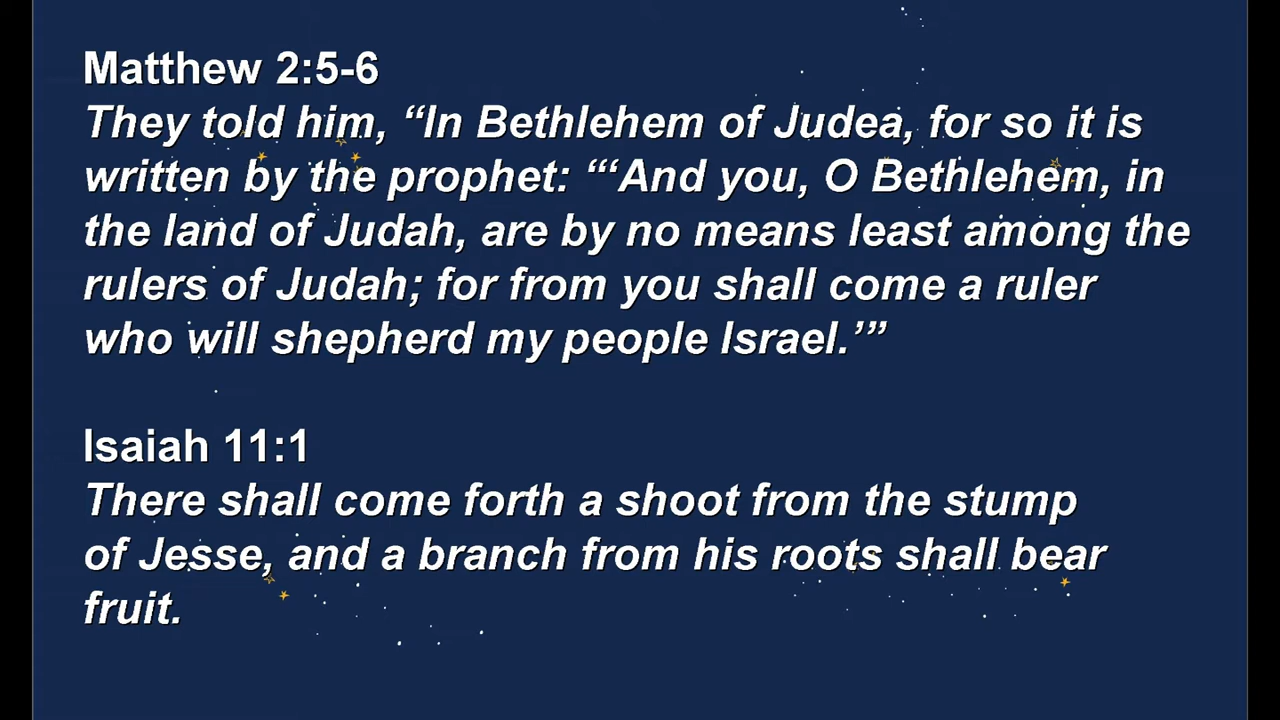 Matthew 2:5-6
They told him, “In Bethlehem of Judea, for so it is
written by the prophet: “‘And you, O Bethlehem, in
the land of Judah, are by no means least among the
rulers of Judah; for from you shall come a ruler
who will shepherd my people Israel.’”
Isaiah 11:1
There shall come forth a shoot from the stump
of Jesse, and a branch from his roots shall bear
fruit.